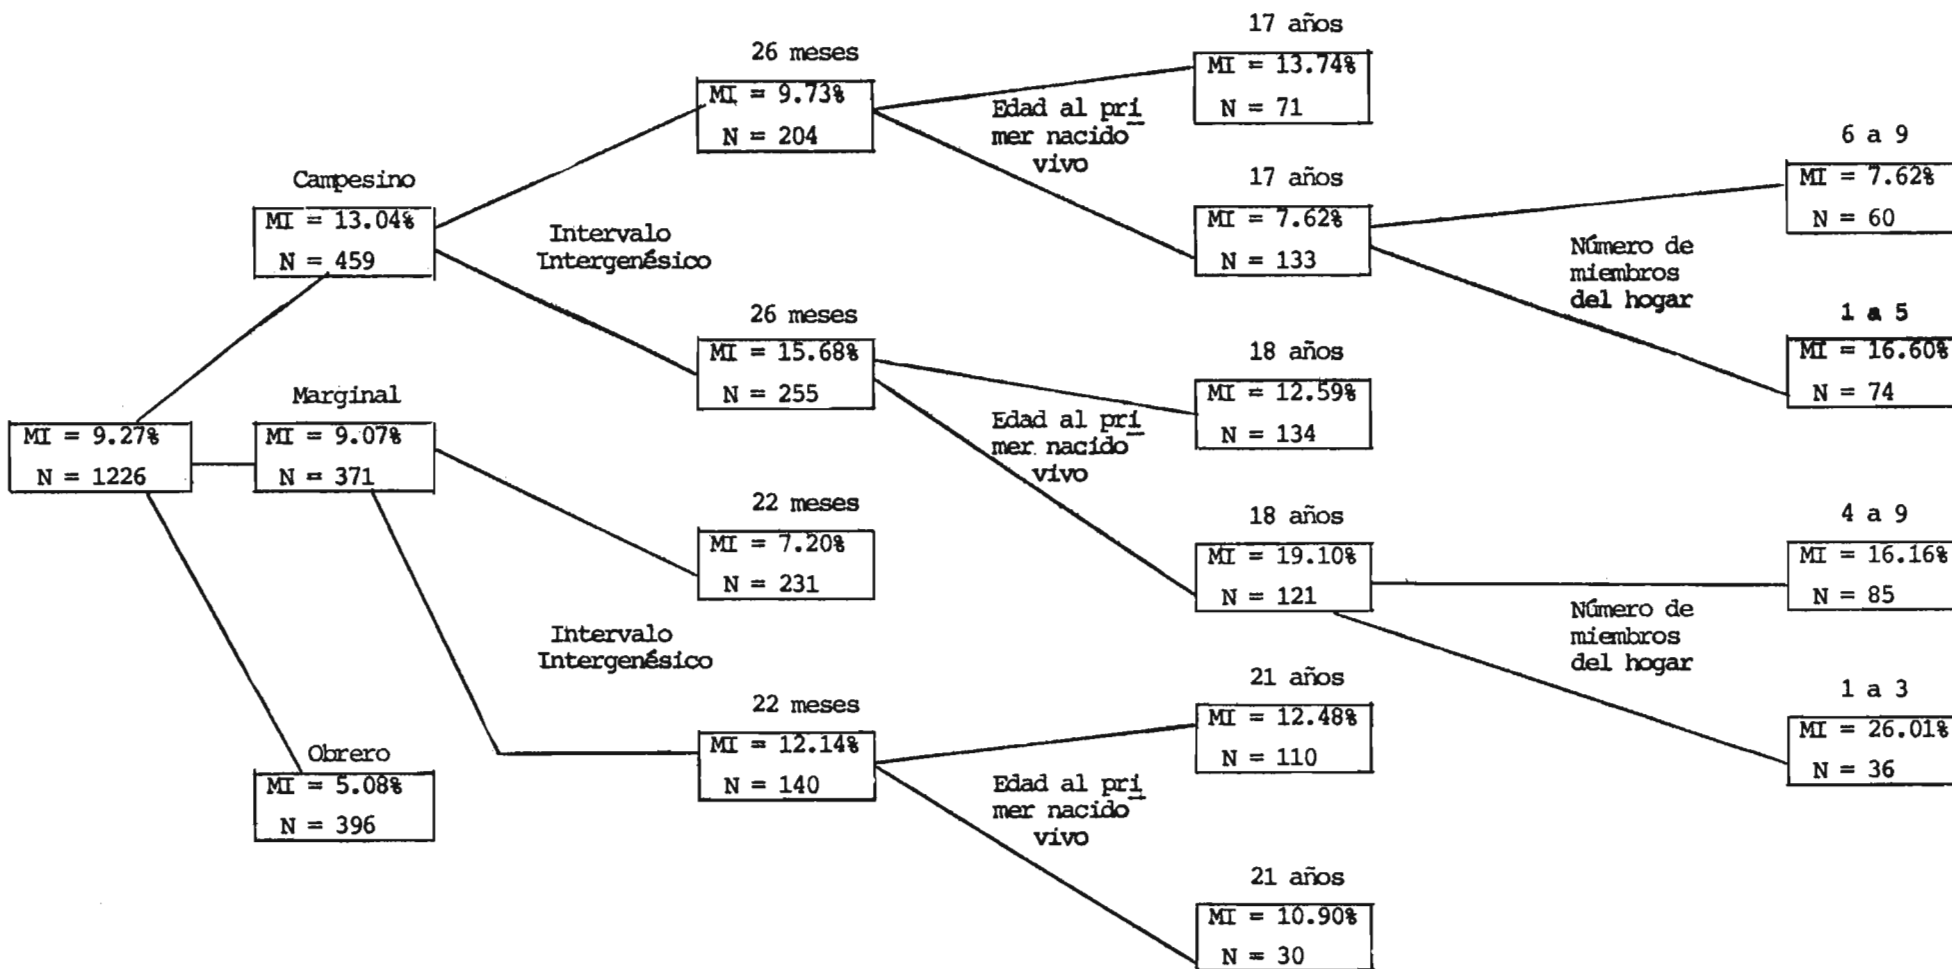 17 años
MI = 13.74%
N = 71
26 meses
MI = 9.73%
N = 204
Edad al pri
mer nacido
vivo
6 a 9
MI = 7.62%
N = 60
Campesino
MI = 13.04%
N = 459
17 años
MI = 7.62%
N = 133
Intervalo
Intergenésico
Número de
miembros
del hogar
26 meses
MI = 15.68%
N = 255
1 a 5
MI = 16.60%
N = 74
18 años
MI = 12.59%
N = 134
Marginal
MI = 9.07%
N = 371
MI = 9.27%
N = 1226
Edad al pri
mer nacido
vivo
22 meses
MI = 7.20%
N = 231
18 años
MI = 19.10%
N = 121
4 a 9
MI = 16.16%
N = 85
Intervalo
Intergenésico
Número de
miembros
del hogar
22 meses
MI = 12.14%
N = 140
21 años
MI = 12.48%
N = 110
1 a 3
MI = 26.01%
N = 36
Obrero
MI = 5.08%
N = 396
Edad al pri
mer nacido
vivo
21 años
MI = 10.90%
N = 30